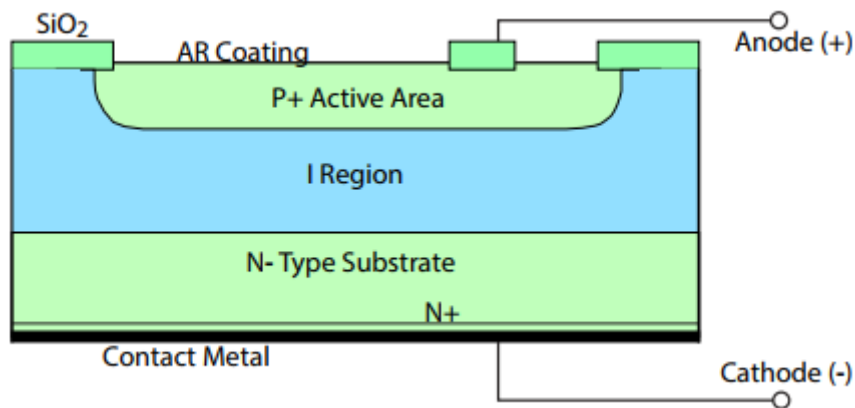 SiO₂
AR Coating
Anode (+)
P+ Active Area
I Region
N- Type Substrate
N+
Contact Metal
Cathode (-)